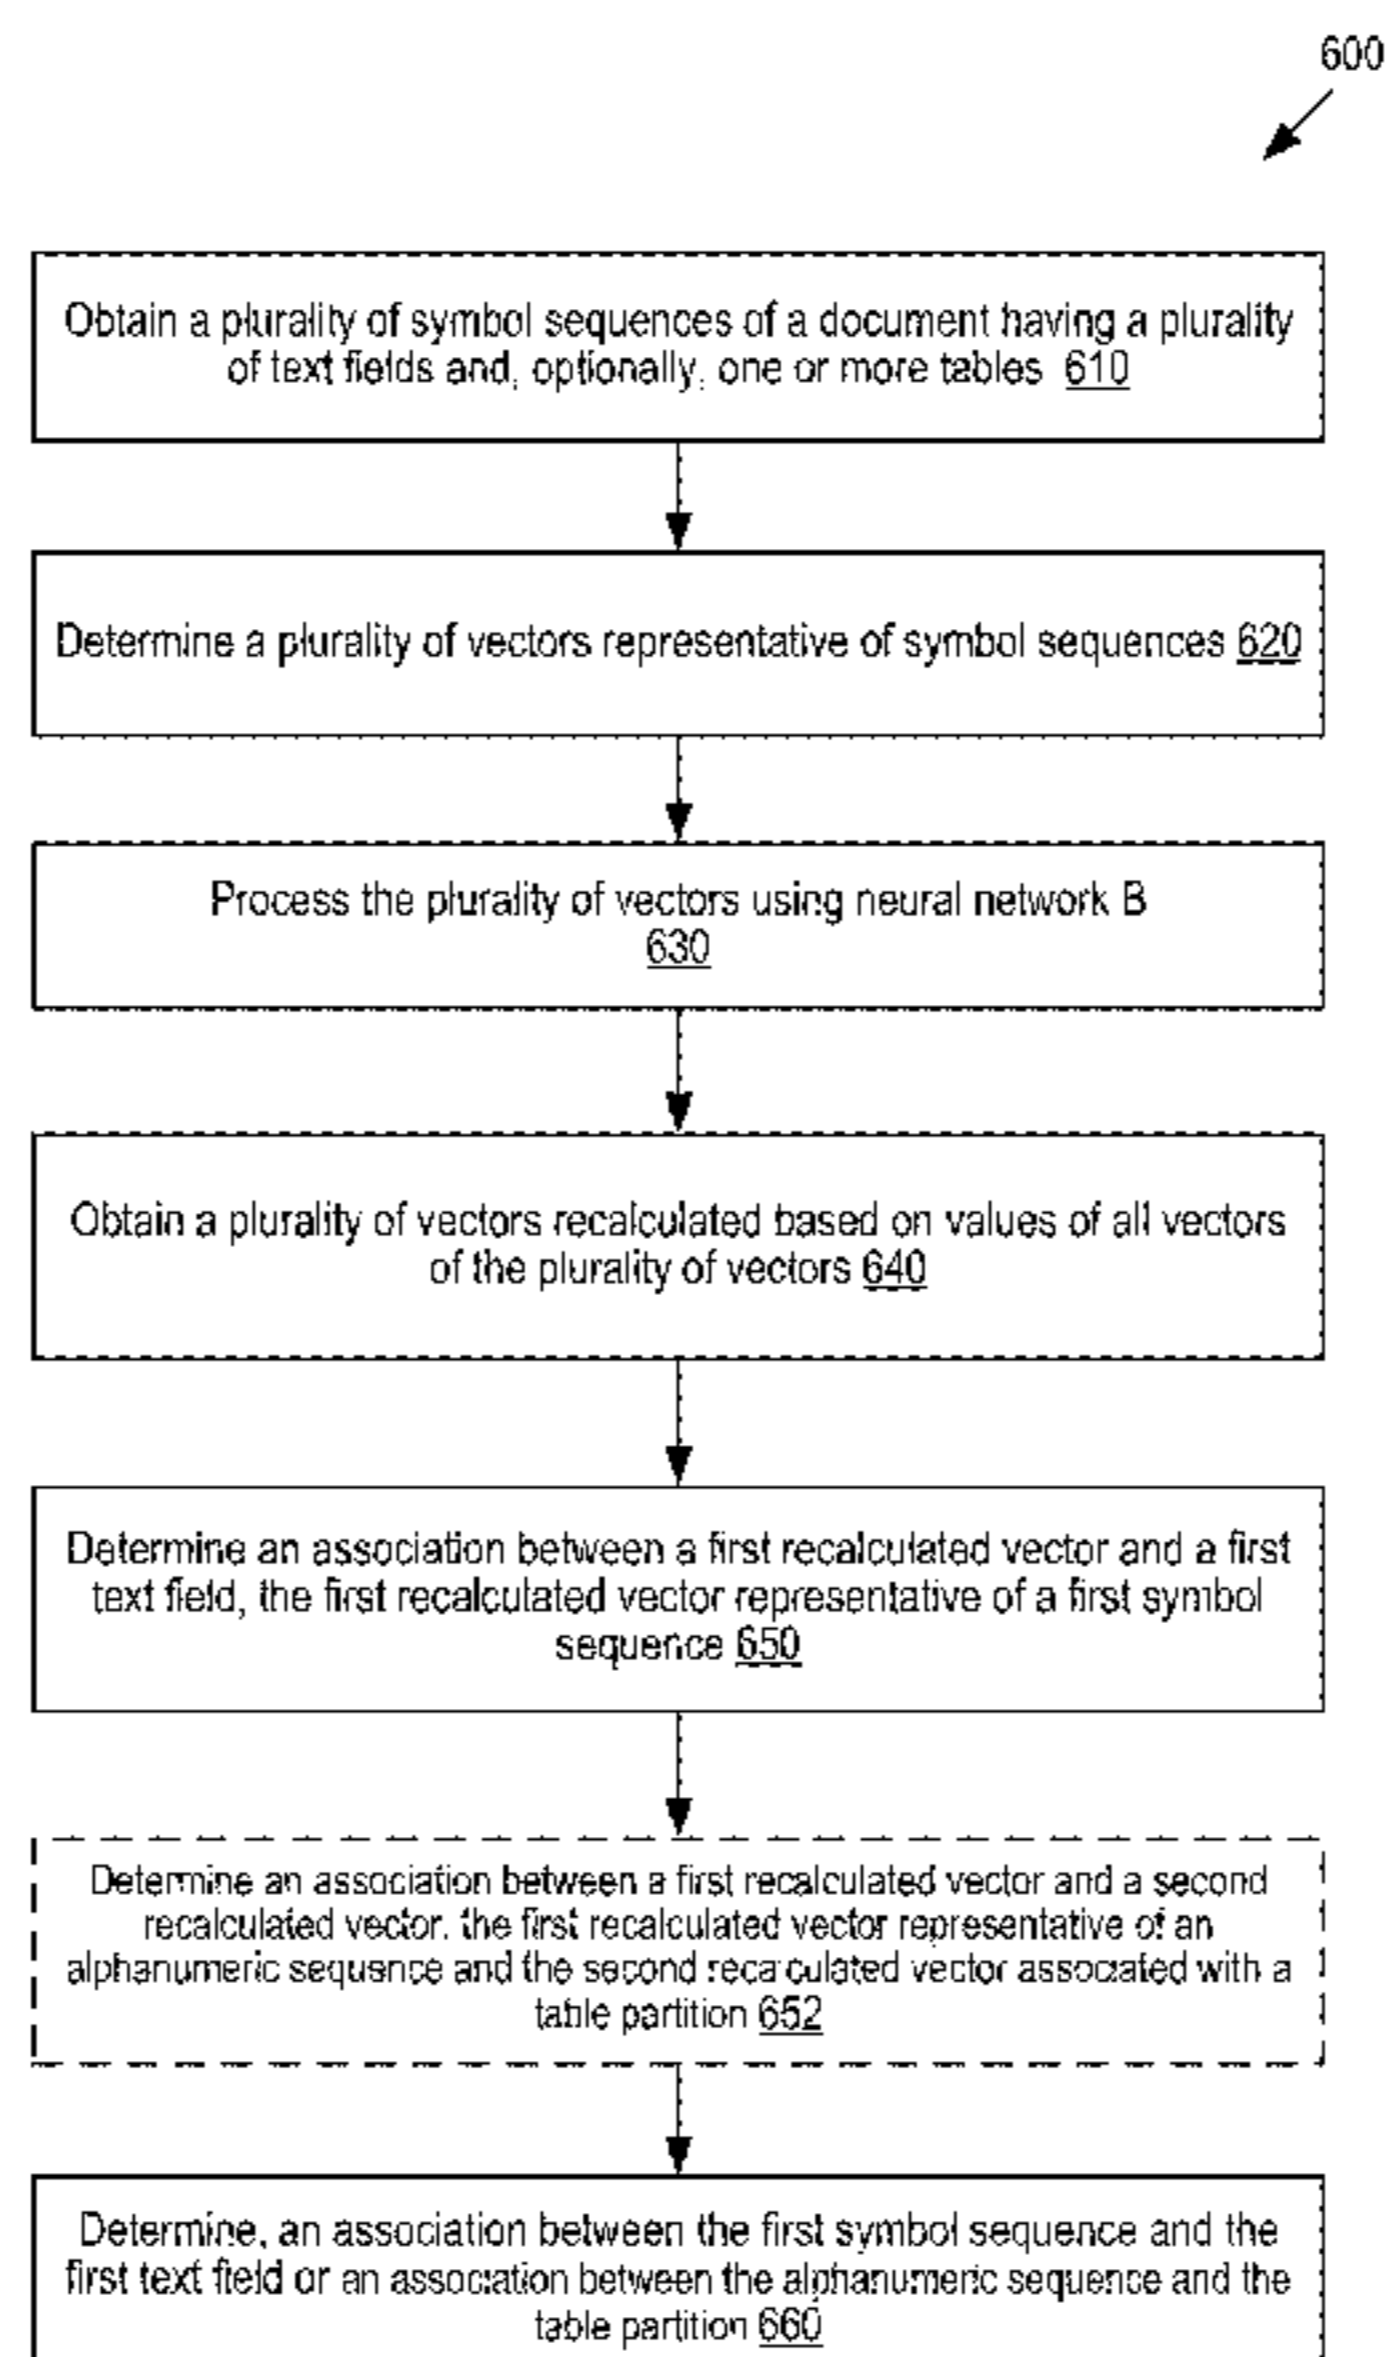 600
Obtain a plurality of symbol sequences of a document having a plurality
of text fields and, optionally, one or more tables 610
Determine a plurality of vectors representative of symbol sequences 620
Process the plurality of vectors using neural network B
630
Obtain a plurality of vectors recalculated based on values of all vectors
of the plurality of vectors 640
Determine an association between a first recalculated vector and a first
text field, the first recalculated vector representative of a first symbol
sequence 650
Determine an association between a first recalculated vector and a second
recalculated vector, the first recalculated vector representative of an
alphanumeric sequence and the second recalculated vector associated with a
table partition 652
Determine, an association between the first symbol sequence and the
first text field or an association between the alphanumeric sequence and the
table partition 660